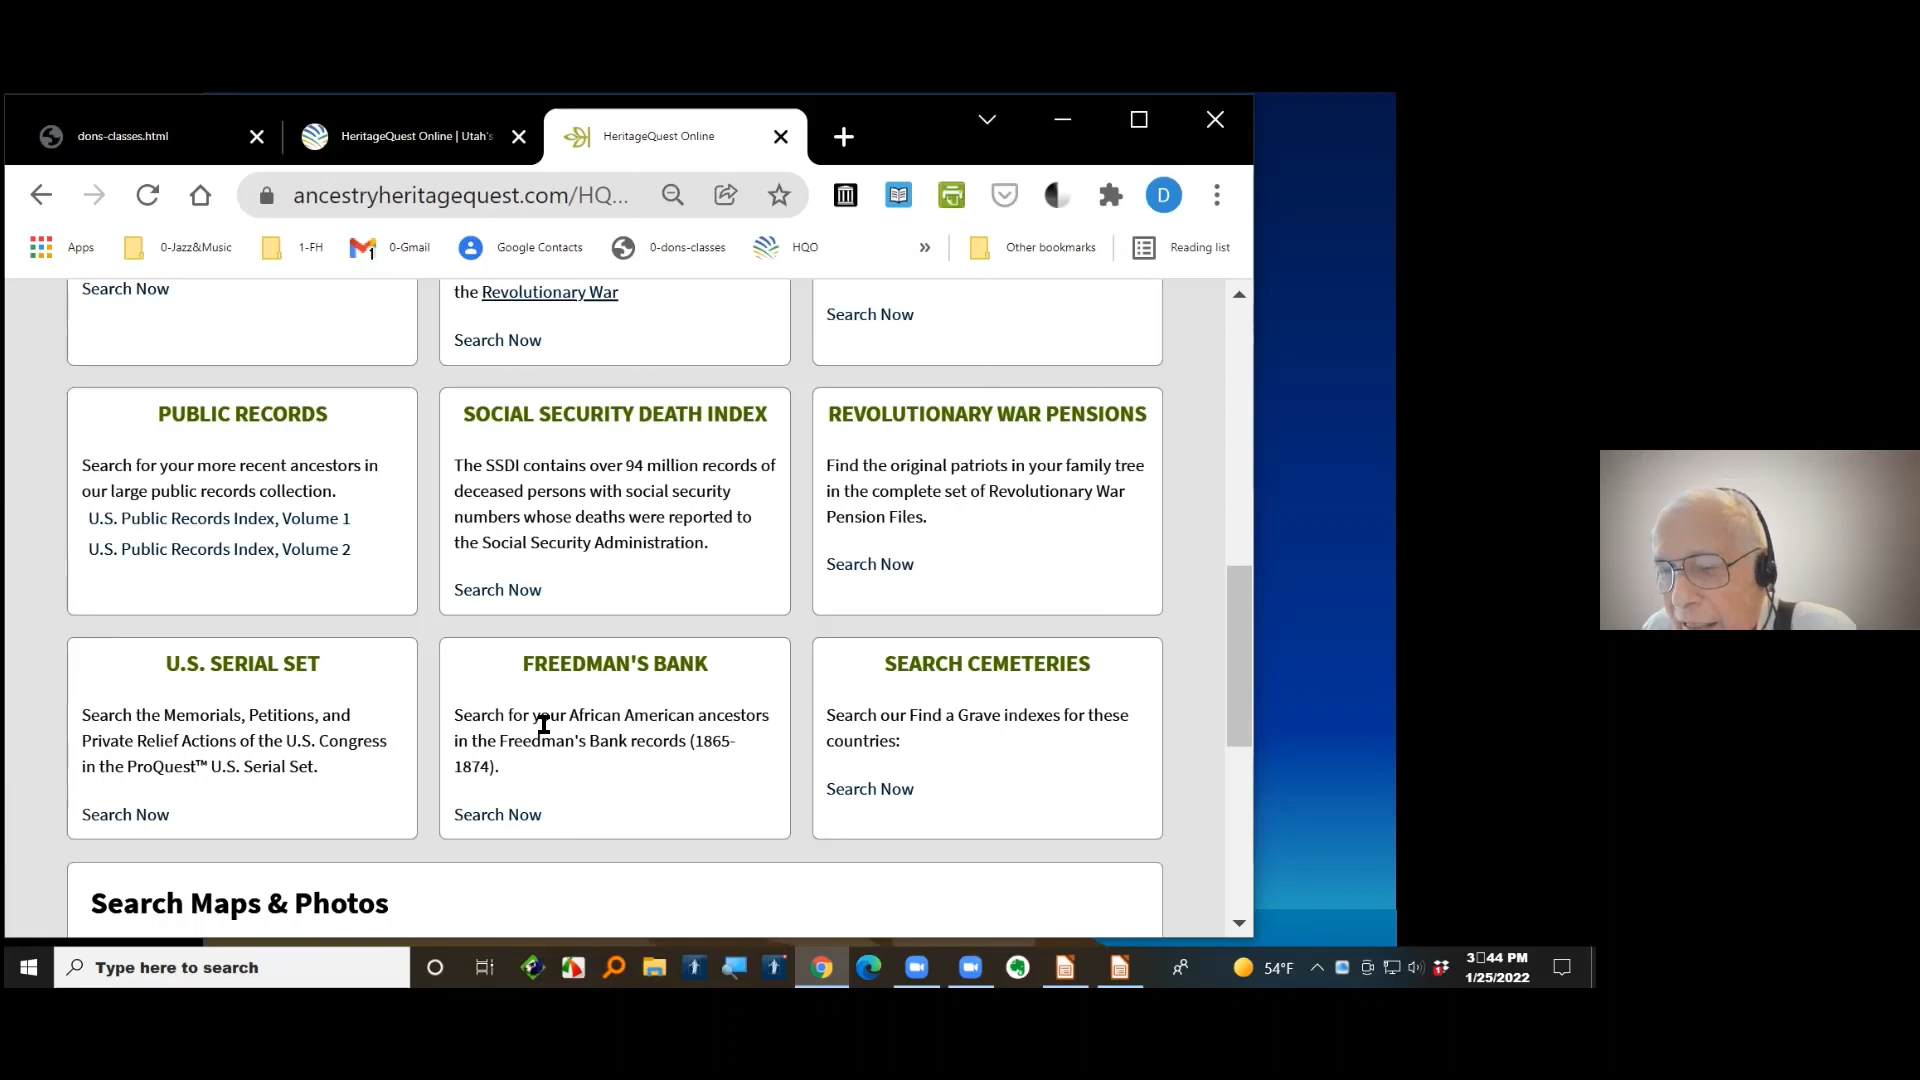 dons-classes.html
HeritageQuest Online | Utah's
HeritageQuest Online
ancestryheritagequest.com/HQ...
D
Apps
0-Jazz&Music
1-FH
0-Gmail
Google Contacts
0-dons-classes
HQO
»
Other bookmarks
Reading list
Search Now
the Revolutionary War
Search Now
Search Now
PUBLIC RECORDS
Search for your more recent ancestors in
our large public records collection.
U.S. Public Records Index, Volume 1
U.S. Public Records Index, Volume 2
SOCIAL SECURITY DEATH INDEX
The SSDI contains over 94 million records of
deceased persons with social security
numbers whose deaths were reported to
the Social Security Administration.
Search Now
REVOLUTIONARY WAR PENSIONS
Find the original patriots in your family tree
in the complete set of Revolutionary War
Pension Files.
Search Now
U.S. SERIAL SET
Search the Memorials, Petitions, and
Private Relief Actions of the U.S. Congress
in the ProQuest™ U.S. Serial Set.
Search Now
FREEDMAN'S BANK
Search for your African American ancestors
in the Freedman's Bank records (1865-
1874).
Search Now
SEARCH CEMETERIES
Search our Find a Grave indexes for these
countries:
Search Now
Search Maps & Photos
Type here to search
54°F
3:44 PM
1/25/2022